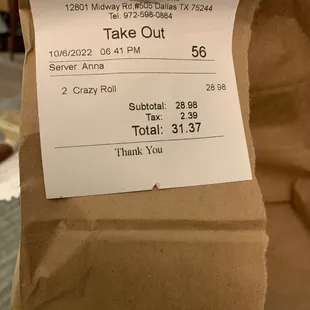 12801 Midway Rd,#505 Dallas TX 75244
Tel: 972-598-0884
Take Out
10/6/2022 06:41 PM 56
Server: Anna
2 Crazy Roll 28.98
Subtotal: 28.98
Tax: 2.39
Total: 31.37
Thank You